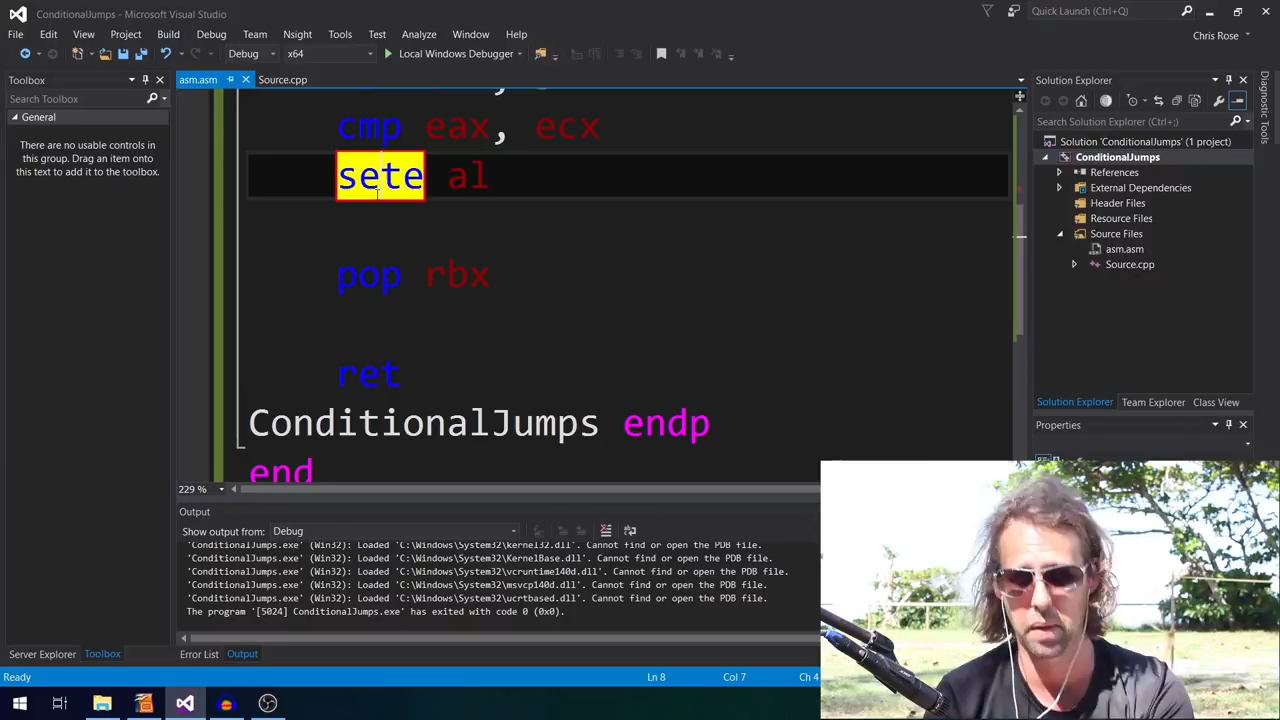 ConditionalJumps - Microsoft Visual Studio
Quick Launch (Ctrl+Q)
File Edit View Project Build Debug Team Nsight Tools Test Analyze Window Help
Chris Rose
Debug x64 Local Windows Debugger
Toolbox
asm.asm Source.cpp
Solution Explorer
Diagnostic Tools
Search Toolbox
General
There are no usable controls in
this group. Drag an item onto
this text to add it to the toolbox.
cmp eax, ecx
sete al
pop rbx
ret
ConditionalJumps endp
end
Search Solution Explorer (Ctrl+;)
Solution 'ConditionalJumps' (1 project)
ConditionalJumps
References
External Dependencies
Header Files
Resource Files
Source Files
asm.asm
Source.cpp
Solution Explorer Team Explorer Class View
Properties
229 %
Output
Show output from: Debug
'ConditionalJumps.exe' (Win32): Loaded 'C:\Windows\System32\kernel32.dll'. Cannot find or open the PDB file.
'ConditionalJumps.exe' (Win32): Loaded 'C:\Windows\System32\KernelBase.dll'. Cannot find or open the PDB file.
'ConditionalJumps.exe' (Win32): Loaded 'C:\Windows\System32\vcruntime140d.dll'. Cannot find or open the PDB file.
'ConditionalJumps.exe' (Win32): Loaded 'C:\Windows\System32\msvcp140d.dll'. Cannot find or open the PDB file.
'ConditionalJumps.exe' (Win32): Loaded 'C:\Windows\System32\ucrtbased.dll'. Cannot find or open the PDB file.
The program '[5024] ConditionalJumps.exe' has exited with code 0 (0x0).
Server Explorer Toolbox
Error List Output
Ready
Ln 8 Col 7 Ch 4